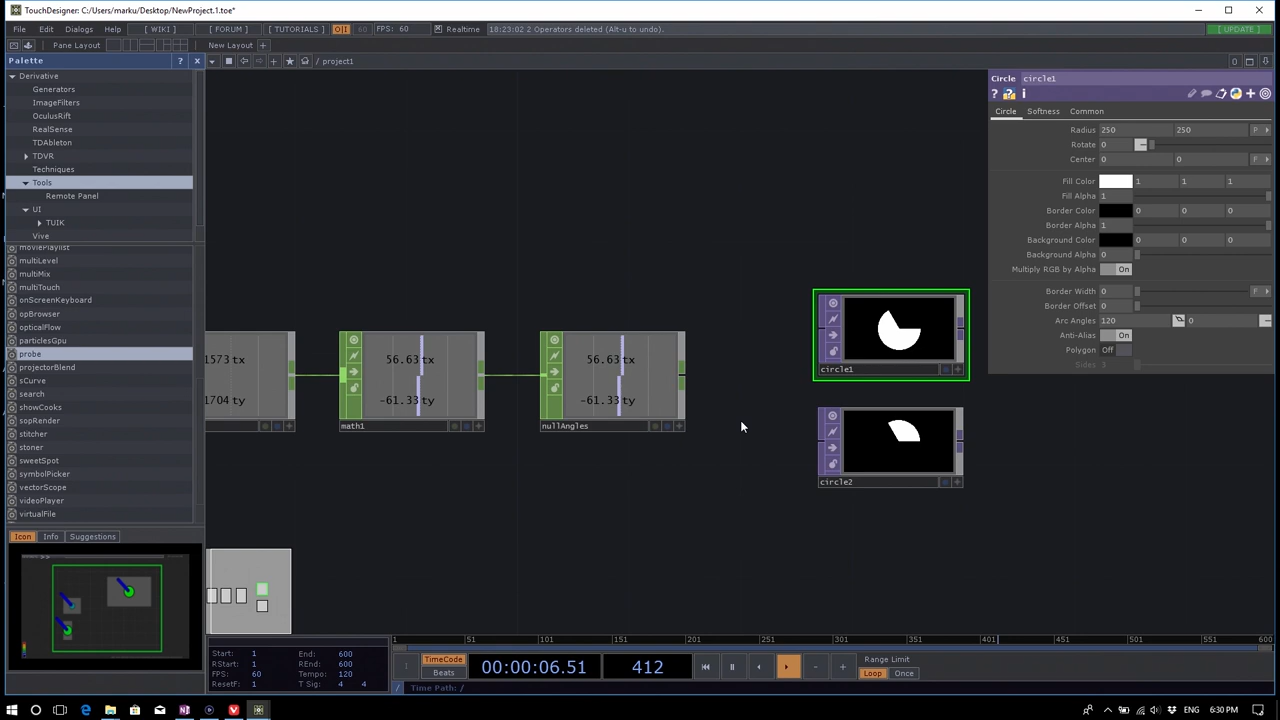 TouchDesigner: C:/Users/marku/Desktop/NewProject.1.toe*
File Edit Dialogs [ WIKI ] [ FORUM ] [ TUTORIALS ] O|I 60 FPS: 60 Realtime 18:23:02 2 Operators deleted (Alt-u to undo). [ UPDATE ]
Pane Layout New Layout +
Palette ? x / project1 0
Derivative
Generators
ImageFilters
OculusRift
RealSense
TDAbleton
TDVR
Techniques
Tools
Remote Panel
UI
TUIK
Vive
moviePlaylist
multiLevel
multiMix
multiTouch
onScreenKeyboard
opBrowser
opticalFlow
particlesGpu
probe
projectorBlend
sCurve
search
showCooks
sopRender
stitcher
stoner
sweetSpot
symbolPicker
vectorScope
videoPlayer
virtualFile
Icon Info Suggestions
1573 tx
1704 ty
56.63 tx
-61.33 ty
math1
56.63 tx
-61.33 ty
nullAngles
circle1
circle2
Circle circle1
? ? i
Circle Softness Common
Radius 250 250 P
Rotate 0
Center 0 0 F
Fill Color 1 1 1
Fill Alpha 1
Border Color 0 0 0
Border Alpha 1
Background Color 0 0 0
Background Alpha 0
Multiply RGB by Alpha On
Border Width 0 F
Border Offset 0
Arc Angles 120 0
Anti-Alias On
Polygon Off
Sides 3
1 51 101 151 201 251 301 351 401 451 501 551 600
Start: 1 End: 600
RStart: 1 REnd: 600
FPS: 60 Tempo: 120
ResetF: 1 T Sig: 4 4
TimeCode
Beats
00:00:06.51 412
Range Limit
Loop Once
/ Time Path: /
6:30 PM